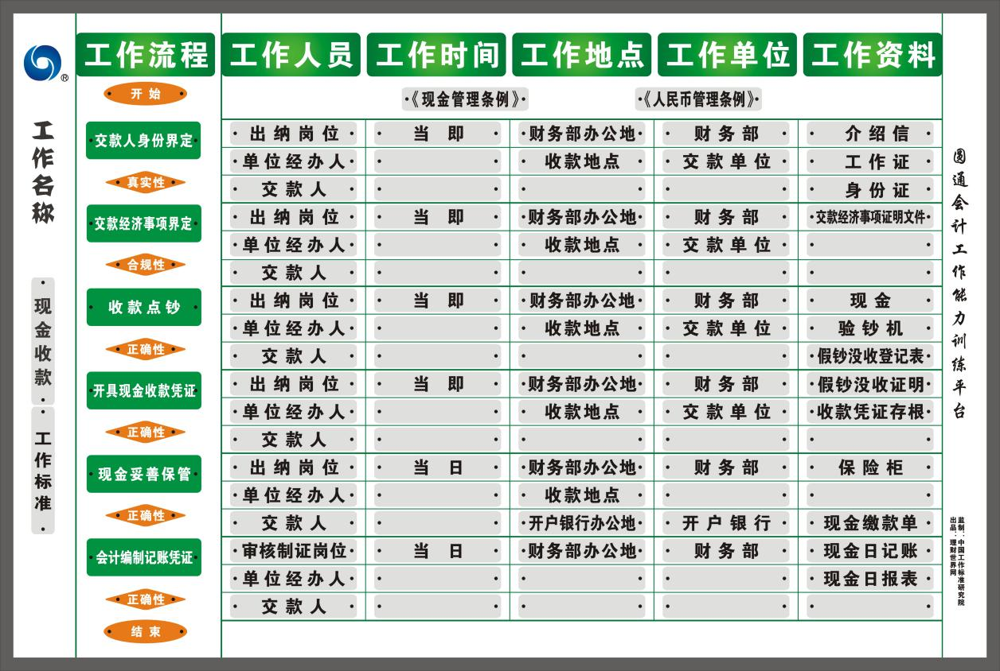 工作流程 工作人员 工作时间 工作地点 工作单位 工作资料
®
工作名称
·现金收款·
·工作标准·
·开始·
·《现金管理条例》· ·《人民币管理条例》·
·交款人身份界定·
·真实性·
·交款经济事项界定·
·合规性·
·收款点钞·
·正确性·
·开具现金收款凭证·
·正确性·
·现金妥善保管·
·正确性·
·会计编制记账凭证·
·正确性·
·结束·
·出纳岗位· ·当即· ·财务部办公地· ·财务部· ·介绍信·
·单位经办人· · · ·收款地点· ·交款单位· ·工作证·
·交款人· · · · · · · ·身份证·
·出纳岗位· ·当即· ·财务部办公地· ·财务部· ·交款经济事项证明文件·
·单位经办人· · · ·收款地点· ·交款单位· · ·
·交款人· · · · · · · · ·
·出纳岗位· ·当即· ·财务部办公地· ·财务部· ·现金·
·单位经办人· · · ·收款地点· ·交款单位· ·验钞机·
·交款人· · · · · · · ·假钞没收登记表·
·出纳岗位· ·当即· ·财务部办公地· ·财务部· ·假钞没收证明·
·单位经办人· · · ·收款地点· ·交款单位· ·收款凭证存根·
·交款人· · · · · · · · ·
·出纳岗位· ·当日· ·财务部办公地· ·财务部· ·保险柜·
·单位经办人· · · ·收款地点· · · · ·
·交款人· · · ·开户银行办公地· ·开户银行· ·现金缴款单·
·审核制证岗位· ·当日· ·财务部办公地· ·财务部· ·现金日记账·
·单位经办人· · · · · · · ·现金日报表·
·交款人· · · · · · · · ·
圆通会计工作能力训练平台
监制：中国工作标准研究院
出品：理财世界网